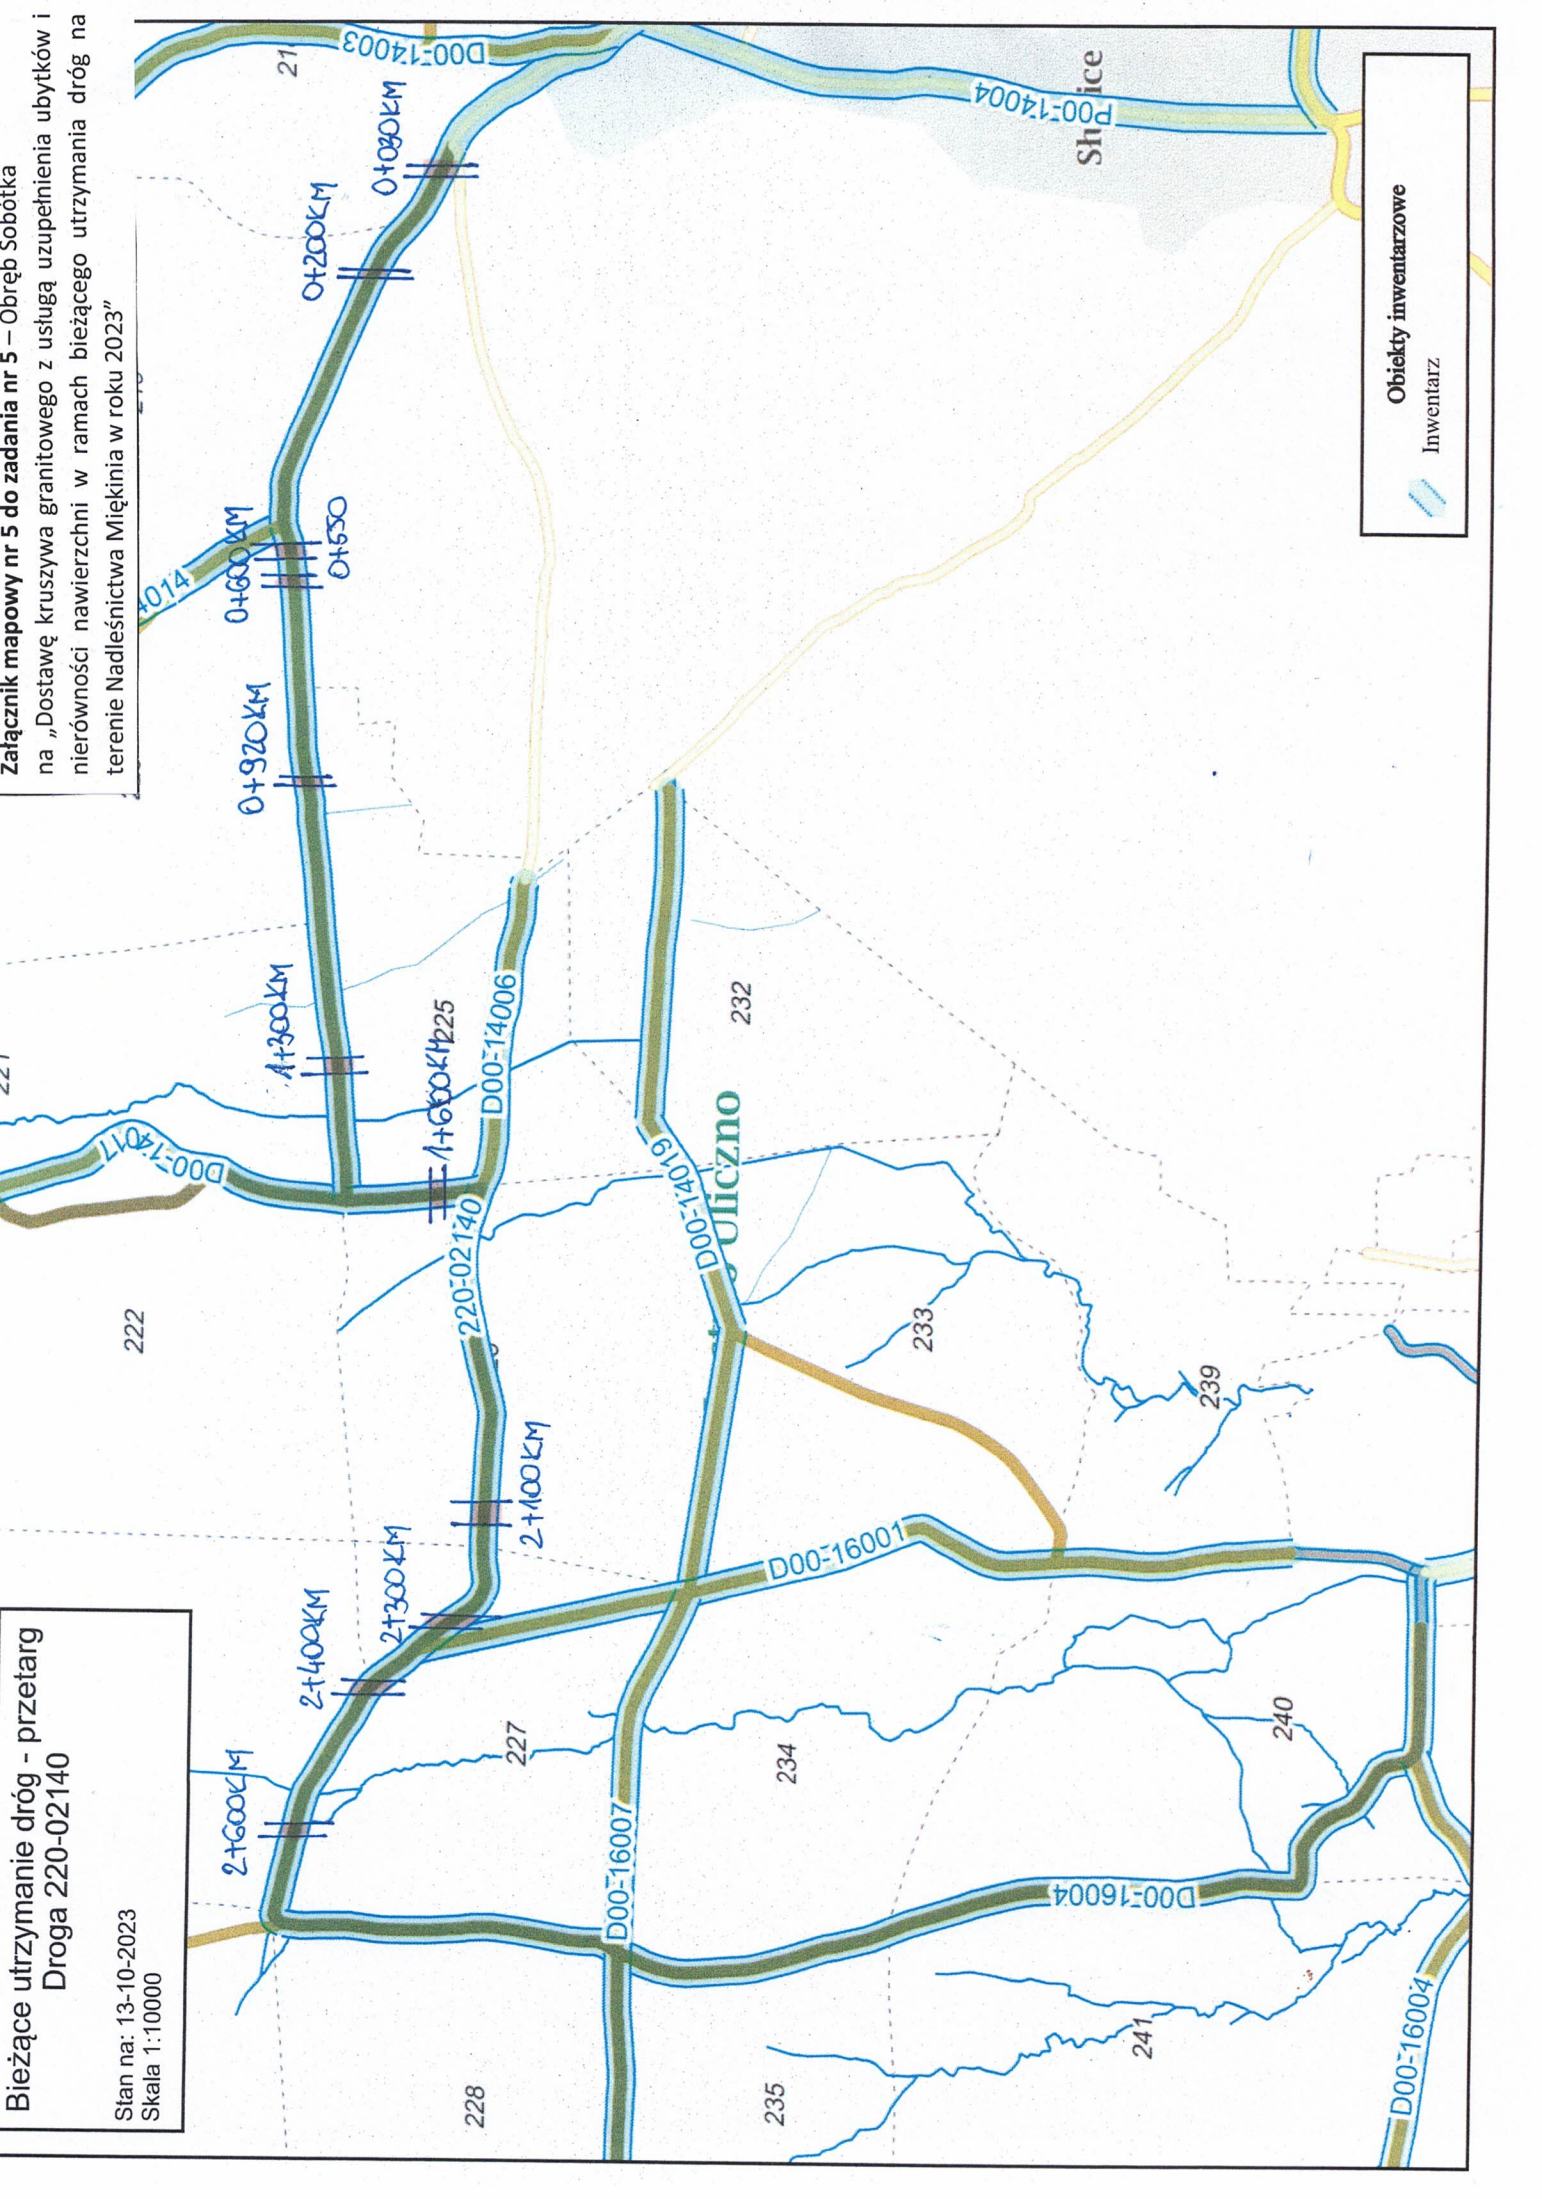 Bieżące utrzymanie dróg - przetarg
Droga 220-02140
Stan na: 13-10-2023
Skala 1:10000
Załącznik mapowy nr 5 do zadania nr 5 – Obręb Sobótka
na „Dostawę kruszywa granitowego z usługą uzupełnienia ubytków i
nierówności nawierzchni w ramach bieżącego utrzymania dróg na
terenie Nadleśnictwa Miękinia w roku 2023”
2+600KM
2+400KM
2+300KM
2+100KM
1+600KM
1+300KM
0+920KM
0+600KM
0+550
0+200KM
0+030KM
4014
D00-14003
P00-14004
D00-14017
D00-14006
220-02140
D00-14019
D00-16001
D00-16007
D00-16004
D00-16004
222
225
227
228
232
233
234
235
239
240
241
Uliczno
Obiekty inwentarzowe
Inwentarz